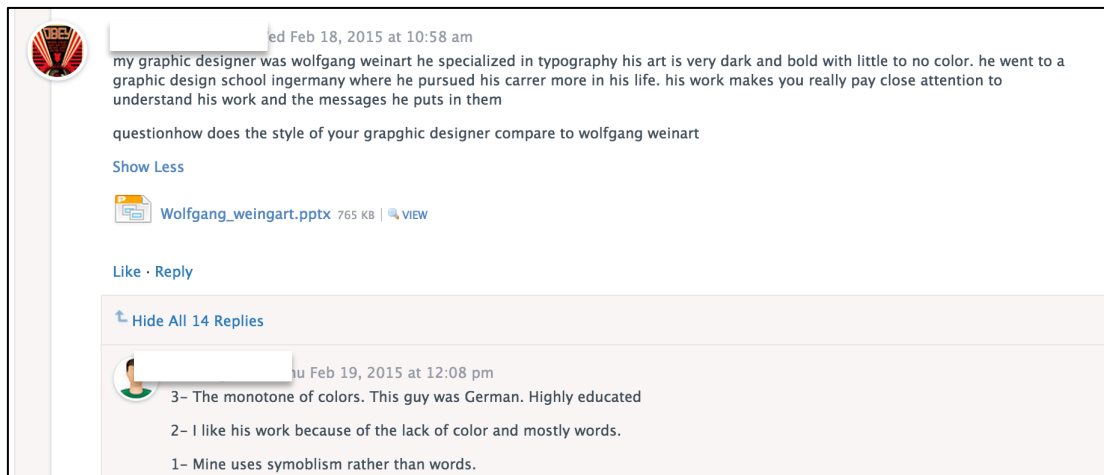 OBEY
ed Feb 18, 2015 at 10:58 am
my graphic designer was wolfgang weinart he specialized in typography his art is very dark and bold with little to no color. he went to a
graphic design school ingermany where he pursued his carrer more in his life. his work makes you really pay close attention to
understand his work and the messages he puts in them
questionhow does the style of your grapghic designer compare to wolfgang weinart
Show Less
P
Wolfgang_weingart.pptx 765 KB | VIEW
Like · Reply
Hide All 14 Replies
hu Feb 19, 2015 at 12:08 pm
3– The monotone of colors. This guy was German. Highly educated
2– I like his work because of the lack of color and mostly words.
1– Mine uses symoblism rather than words.